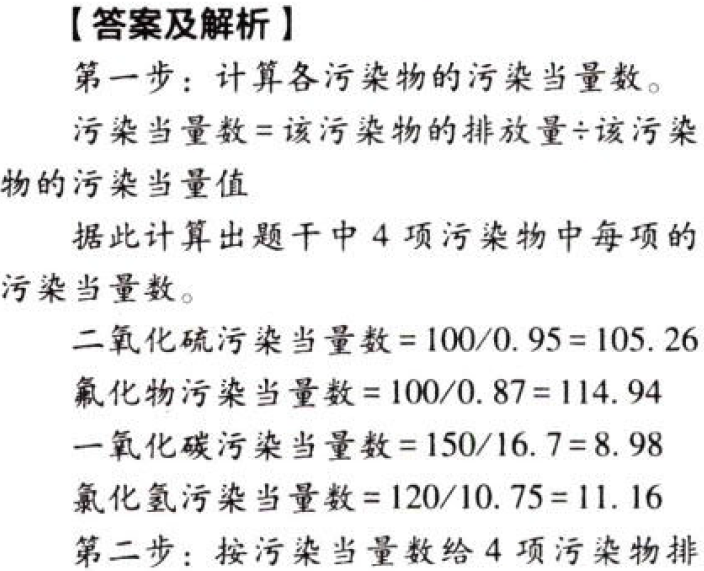 【答案及解析】
第一步：计算各污染物的污染当量数。
污染当量数=该污染物的排放量÷该污染
物的污染当量值
据此计算出题干中 4 项污染物中每项的
污染当量数。
二氧化硫污染当量数=100/0.95=105.26
氟化物污染当量数=100/0.87=114.94
一氧化碳污染当量数=150/16.7=8.98
氯化氢污染当量数=120/10.75=11.16
第二步：按污染当量数给 4 项污染物排